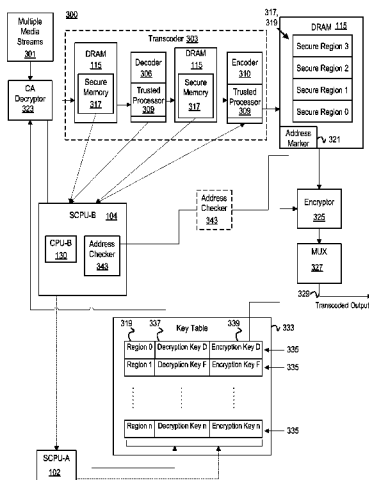 Multiple
Media
Streams
301
300
Transcoder 303
DRAM
115
Secure
Memory
317
Decoder
306
Trusted
Processor
309
DRAM
115
Secure
Memory
317
Encoder
310
Trusted
Processor
309
317,
319
DRAM 115
Secure Region 3
Secure Region 2
Secure Region 1
Secure Region 0
Address
Marker
321
CA
Decryptor
323
SCPU-B 104
CPU-B
130
Address
Checker
343
Address
Checker
343
Encryptor
325
MUX
327
329
Transcoded Output
319
337
Key Table
339
333
Region 0
Decryption Key D
Encryption Key D
335
Region 1
Decryption Key F
Encryption Key F
335
Region n
Decryption Key n
Encryption Key n
335
SCPU-A
102